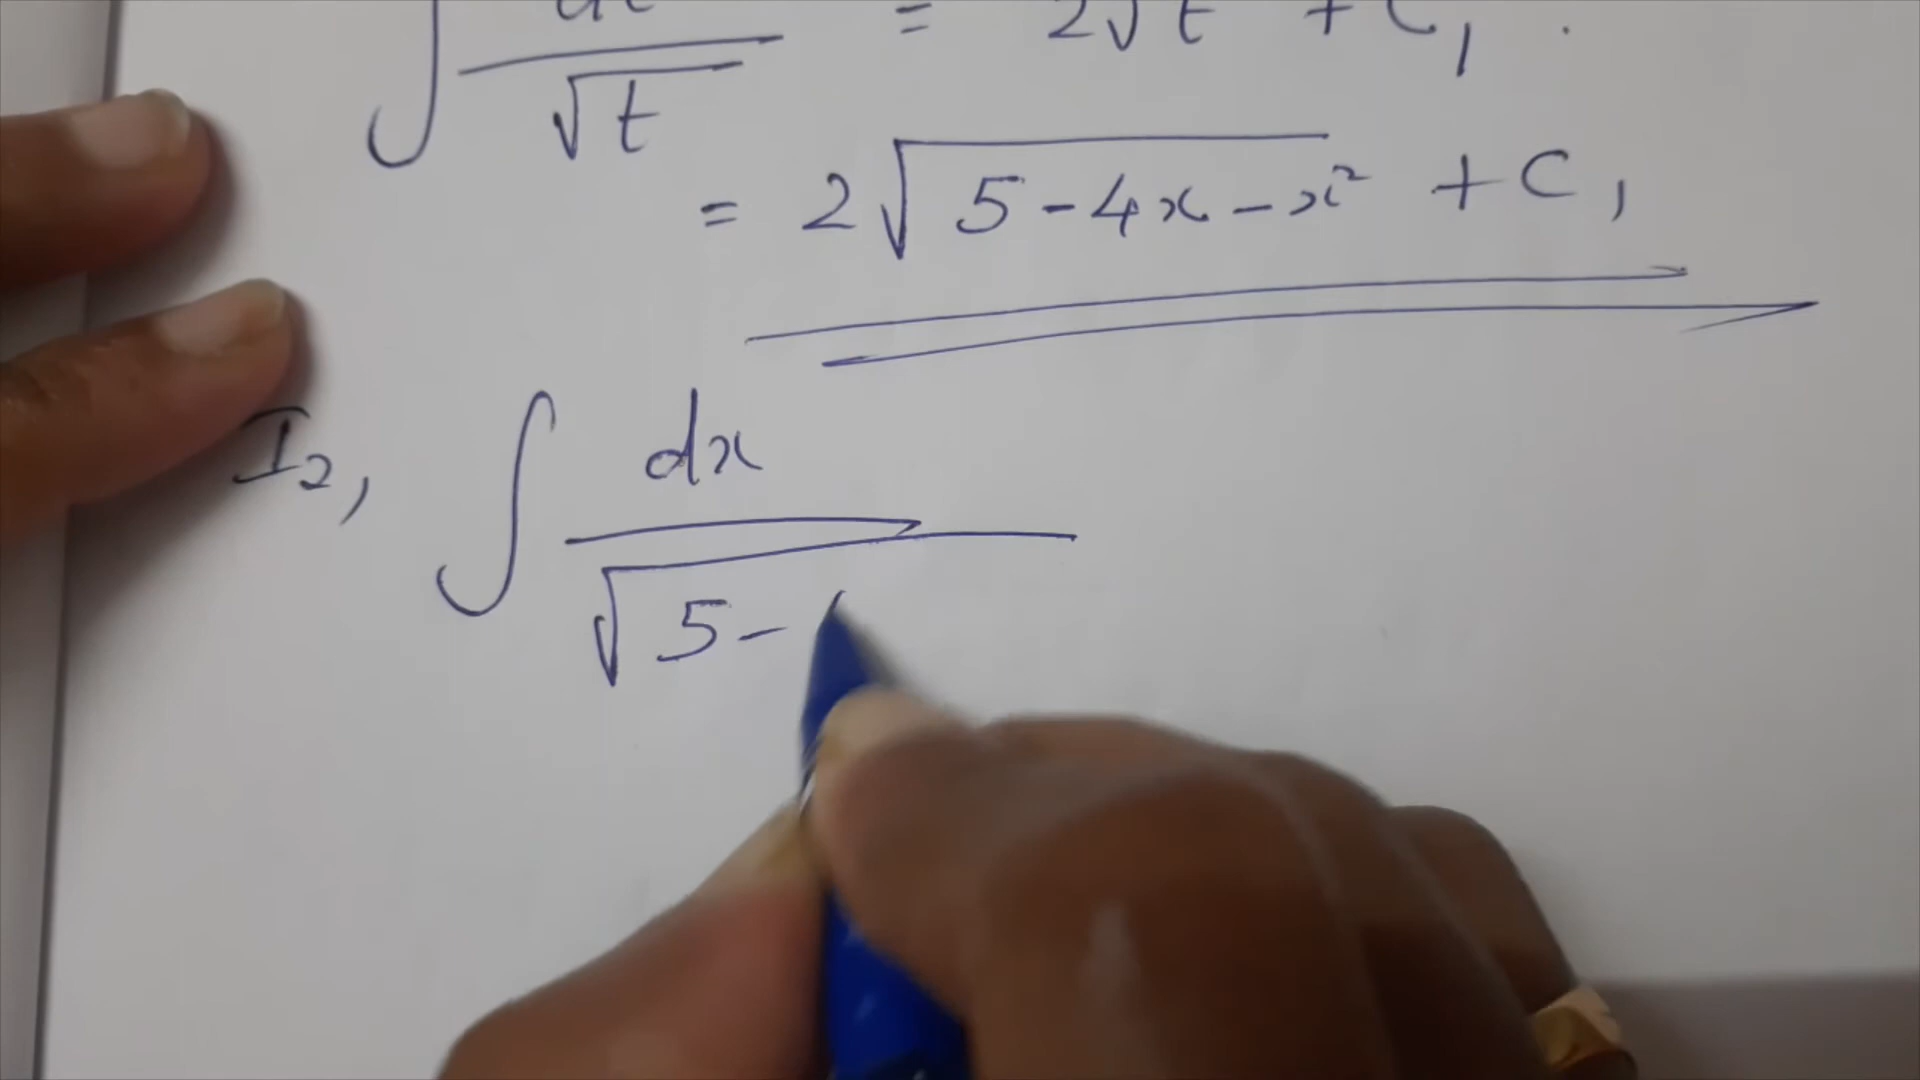 ∫ dt/√t = 2√t + C₁.
= 2√(5-4x-x²) + C₁
I₂, ∫ dx/√(5-(